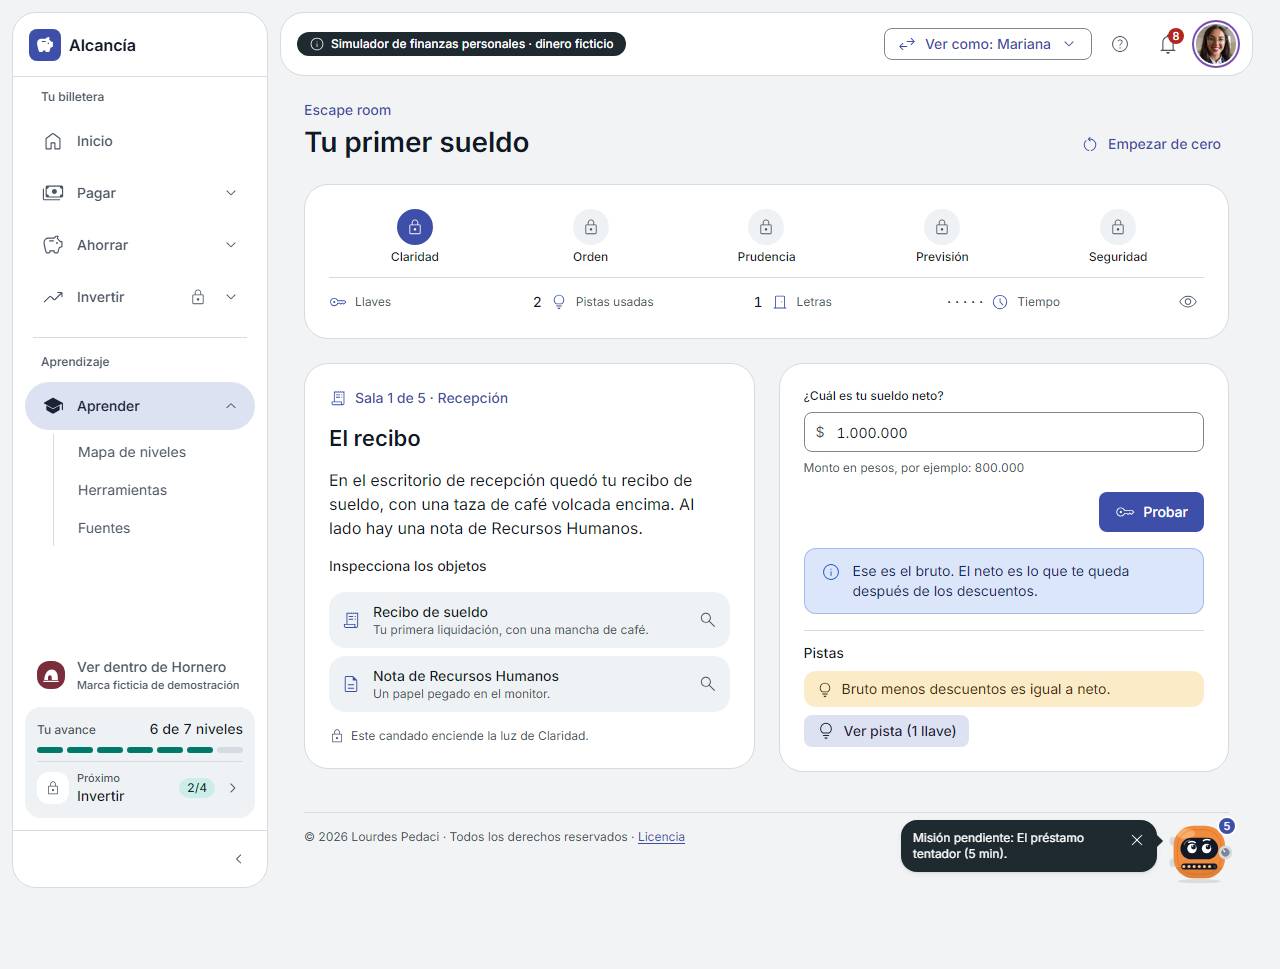 Alcancía
Simulador de finanzas personales · dinero ficticio
Ver como: Mariana
8
Tu billetera
Inicio
Pagar
Ahorrar
Invertir
Aprendizaje
Aprender
Mapa de niveles
Herramientas
Fuentes
Ver dentro de Hornero
Marca ficticia de demostración
Tu avance
6 de 7 niveles
Próximo
Invertir
2/4
Escape room
Tu primer sueldo
Empezar de cero
Claridad
Orden
Prudencia
Previsión
Seguridad
Llaves
2
Pistas usadas
1
Letras
· · · · ·
Tiempo
Sala 1 de 5 · Recepción
El recibo
En el escritorio de recepción quedó tu recibo de
sueldo, con una taza de café volcada encima. Al
lado hay una nota de Recursos Humanos.
Inspecciona los objetos
Recibo de sueldo
Tu primera liquidación, con una mancha de café.
Nota de Recursos Humanos
Un papel pegado en el monitor.
Este candado enciende la luz de Claridad.
¿Cuál es tu sueldo neto?
$ 1.000.000
Monto en pesos, por ejemplo: 800.000
Probar
Ese es el bruto. El neto es lo que te queda
después de los descuentos.
Pistas
Bruto menos descuentos es igual a neto.
Ver pista (1 llave)
© 2026 Lourdes Pedaci · Todos los derechos reservados · Licencia
Misión pendiente: El préstamo
tentador (5 min).
5